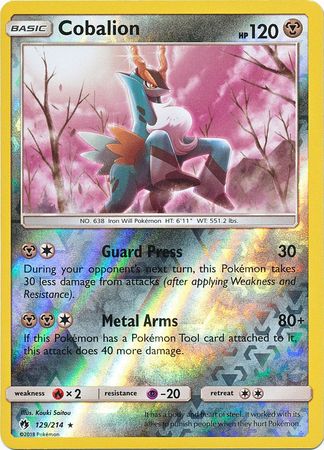 BASIC Cobalion HP 120
NO. 638 Iron Will Pokémon HT: 6'11" WT: 551.2 lbs.
Guard Press 30
During your opponent's next turn, this Pokémon takes
30 less damage from attacks (after applying Weakness and
Resistance).
Metal Arms 80+
If this Pokémon has a Pokémon Tool card attached to it,
this attack does 40 more damage.
weakness × 2 resistance -20 retreat
Illus. Kouki Saitou
129/214 ★
©2018 Pokémon
It has a body and heart of steel. It worked with its
allies to punish people when they hurt Pokémon.